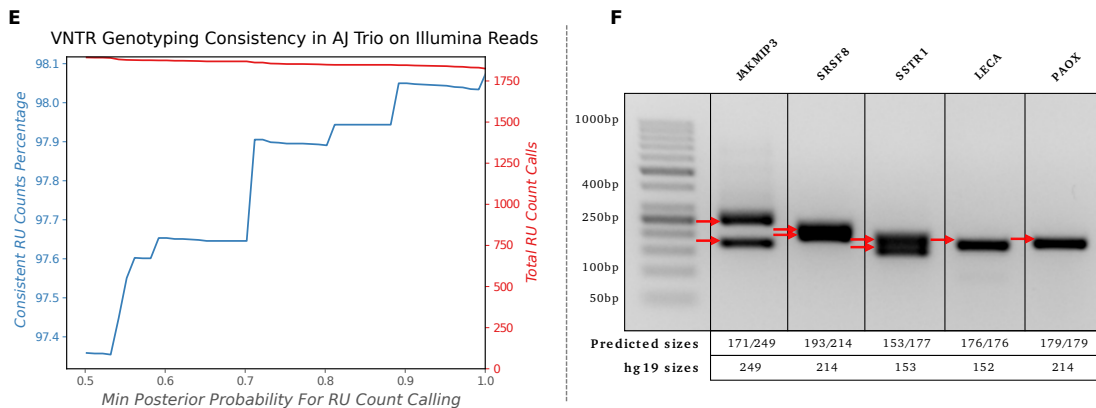 E
VNTR Genotyping Consistency in AJ Trio on Illumina Reads
98.1
98.0
97.9
97.8
97.7
97.6
97.5
97.4
Consistent RU Counts Percentage
1750
1500
1250
1000
750
500
250
0
Total RU Count Calls
0.5 0.6 0.7 0.8 0.9 1.0
Min Posterior Probability For RU Count Calling
F
JAKMIP3 SRSF8 SSTR1 LECA PAOX
1000bp
400bp
250bp
100bp
50bp
Predicted sizes 171/249 193/214 153/177 176/176 179/179
hg19 sizes 249 214 153 152 214